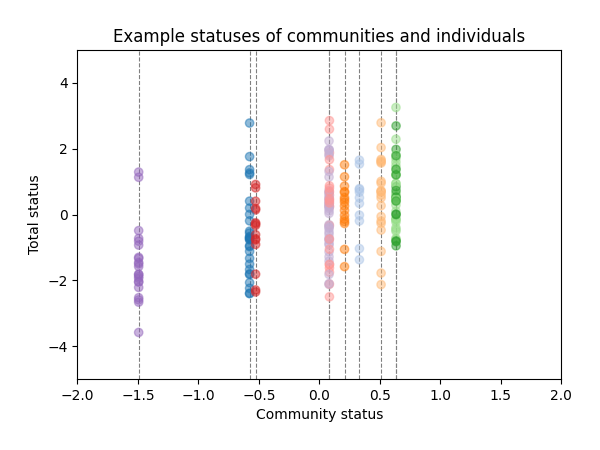 Example statuses of communities and individuals
4
2
0
−2
−4
Total status
−2.0 −1.5 −1.0 −0.5 0.0 0.5 1.0 1.5 2.0
Community status